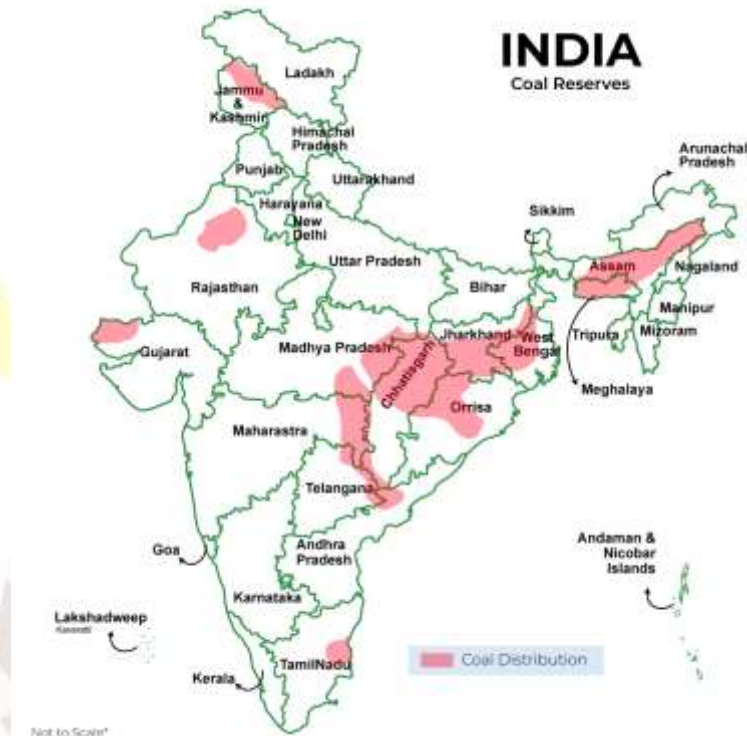 INDIA
Coal Reserves
Ladakh
Jammu
&
Kashmir
Himachal
Pradesh
Punjab
Uttarakhand
Harayana
New
Delhi
Arunachal
Pradesh
Sikkim
Rajasthan
Uttar Pradesh
Bihar
Assam
Nagaland
Manipur
Mizoram
Tripura
Meghalaya
Gujarat
Madhya Pradesh
Jharkhand
West
Bengal
Chhatisgarh
Orrisa
Maharastra
Telangana
Goa
Andhra
Pradesh
Karnataka
Andaman &
Nicobar
Islands
Lakshadweep
Kavaratti
Kerala
TamilNadu
Coal Distribution
Not to Scale*